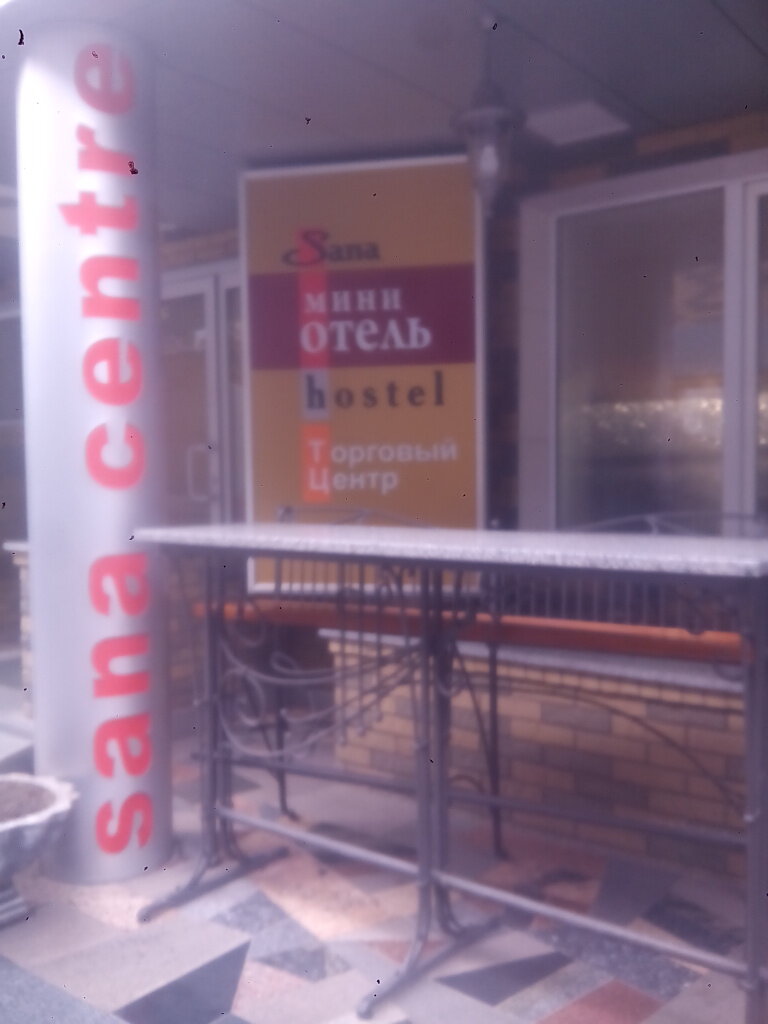 sana centre
Sana
мини
отель
hostel
Торговый
Центр